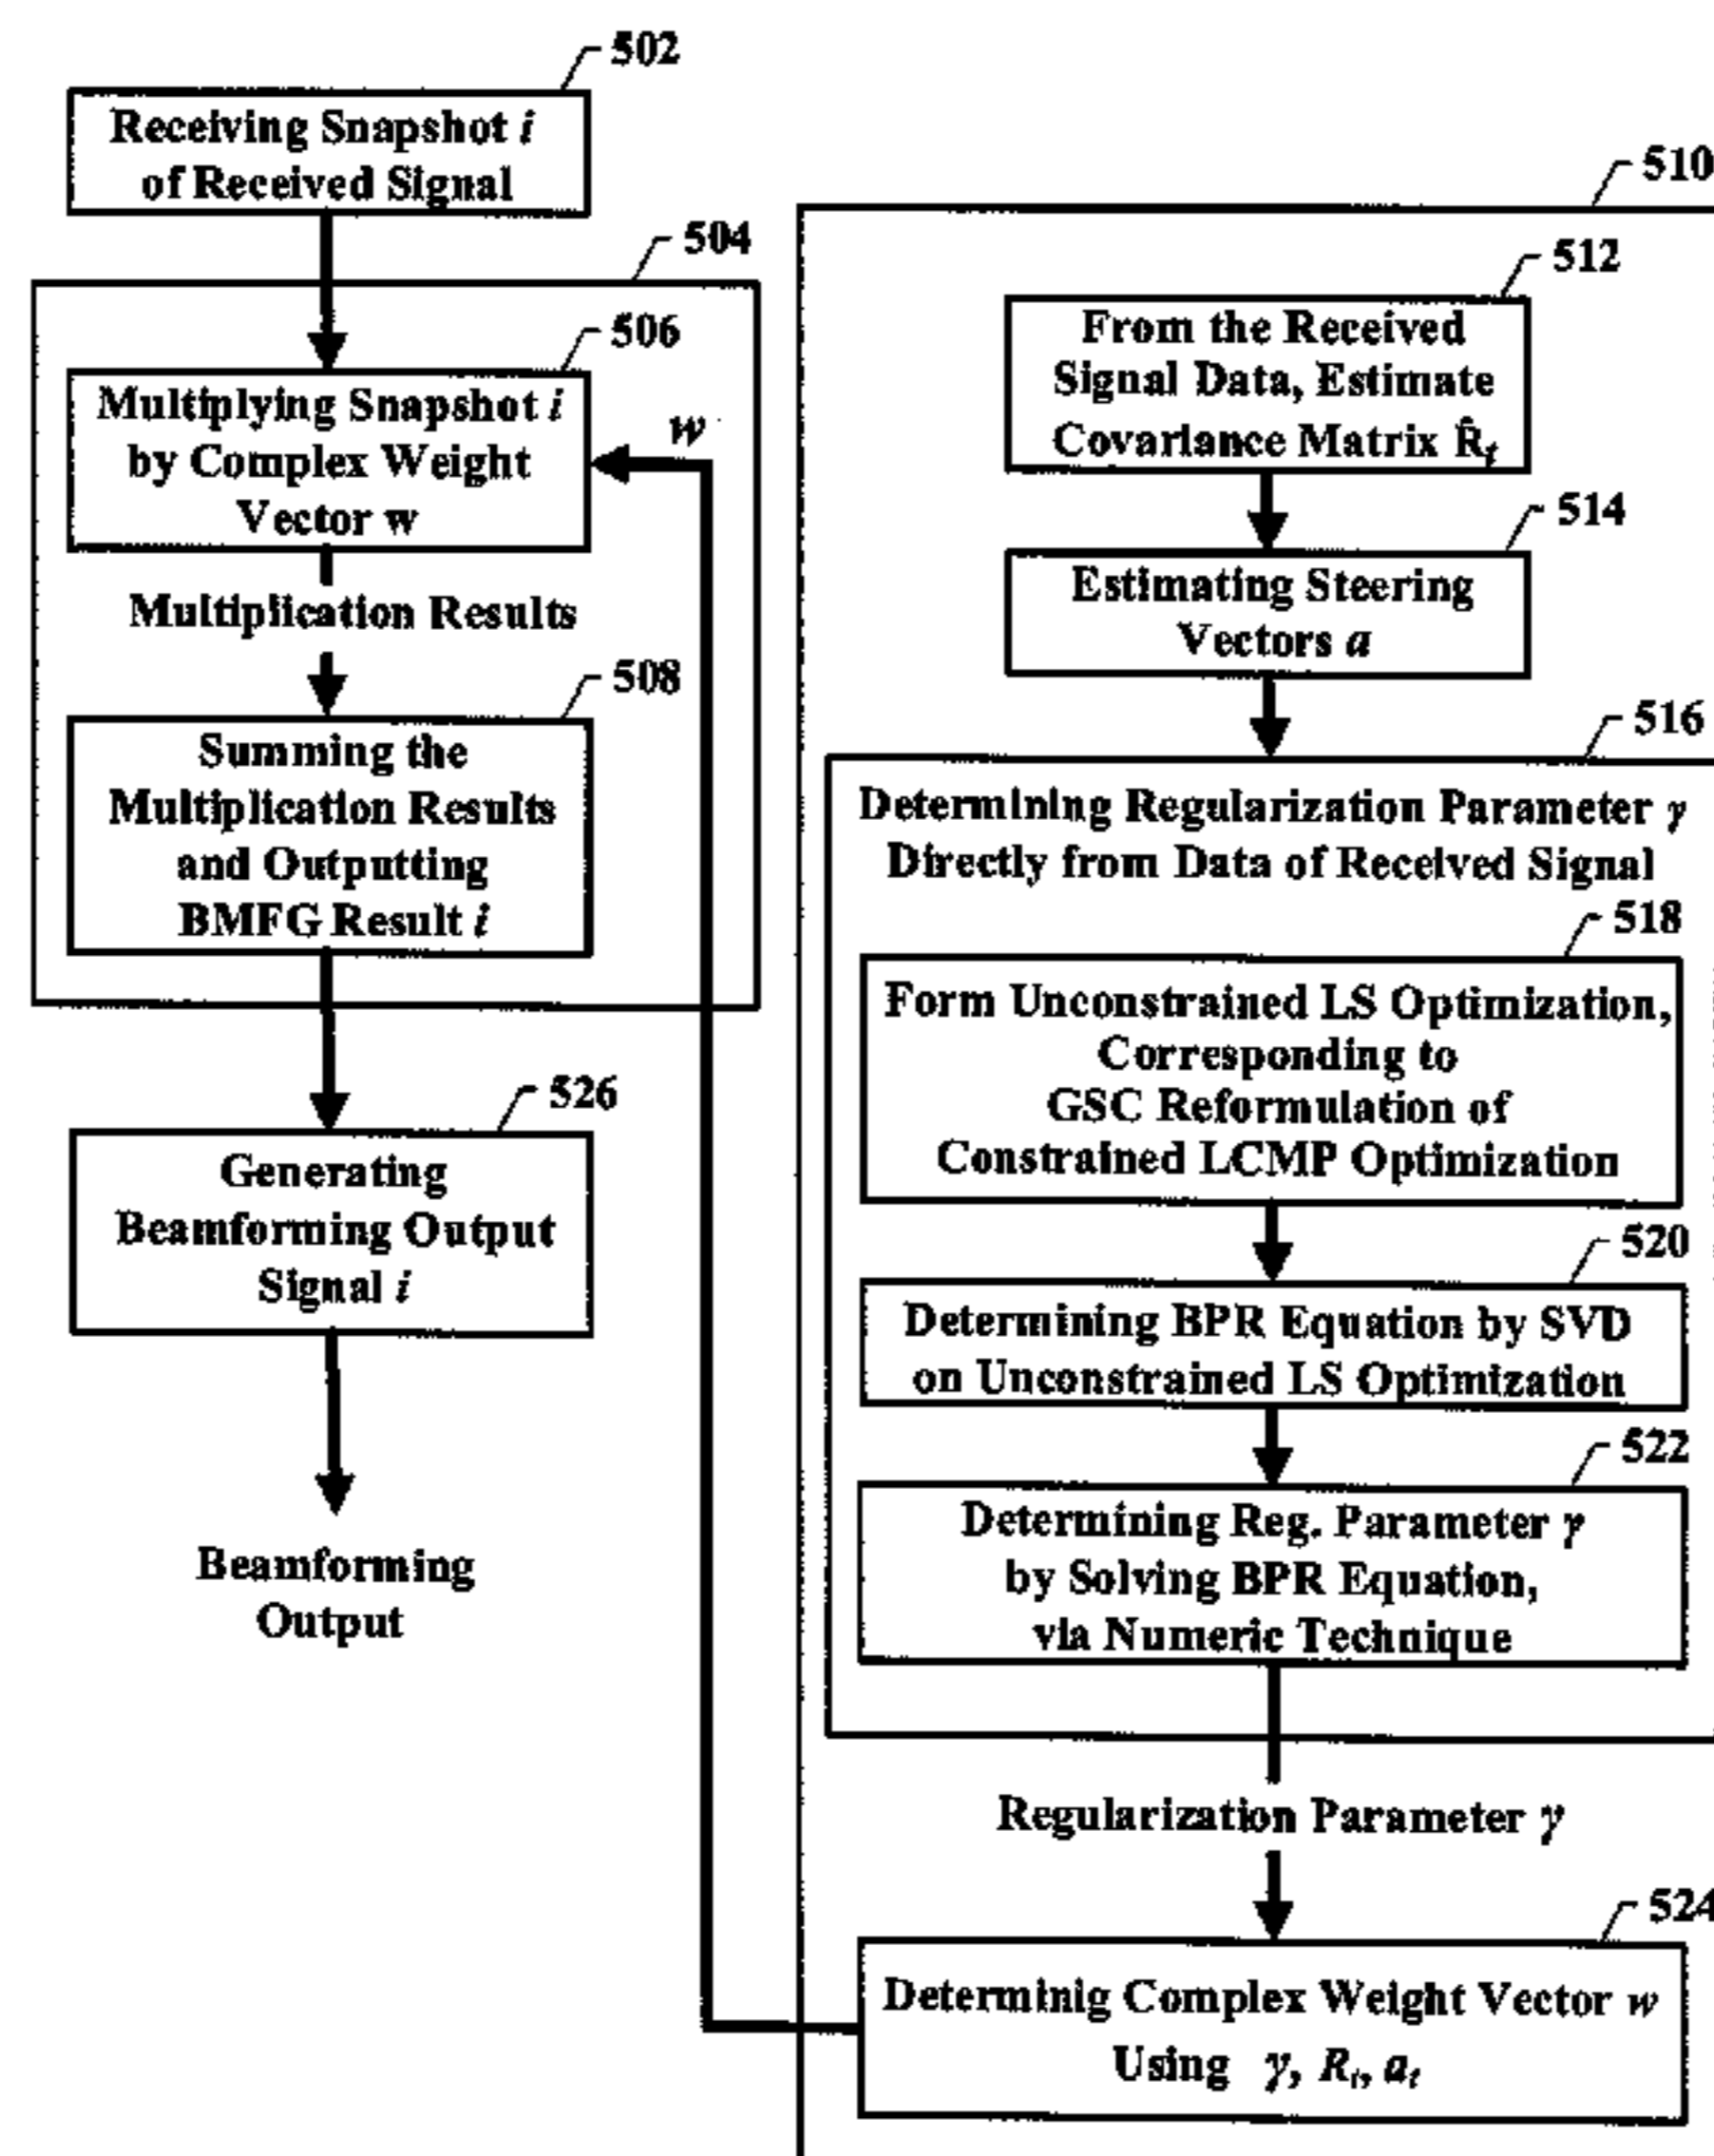 502
Receiving Snapshot i
of Received Signal
504
506
Multiplying Snapshot i
by Complex Weight
Vector w
w
Multiplication Results
508
Summing the
Multiplication Results
and Outputting
BMFG Result i
526
Generating
Beamforming Output
Signal i
Beamforming
Output
510
512
From the Received
Signal Data, Estimate
Covariance Matrix R̂t
514
Estimating Steering
Vectors a
516
Determining Regularization Parameter γ
Directly from Data of Received Signal
518
Form Unconstrained LS Optimization,
Corresponding to
GSC Reformulation of
Constrained LCMP Optimization
520
Determining BPR Equation by SVD
on Unconstrained LS Optimization
522
Determining Reg. Parameter γ
by Solving BPR Equation,
via Numeric Technique
Regularization Parameter γ
524
Determinig Complex Weight Vector w
Using γ, Rt, at